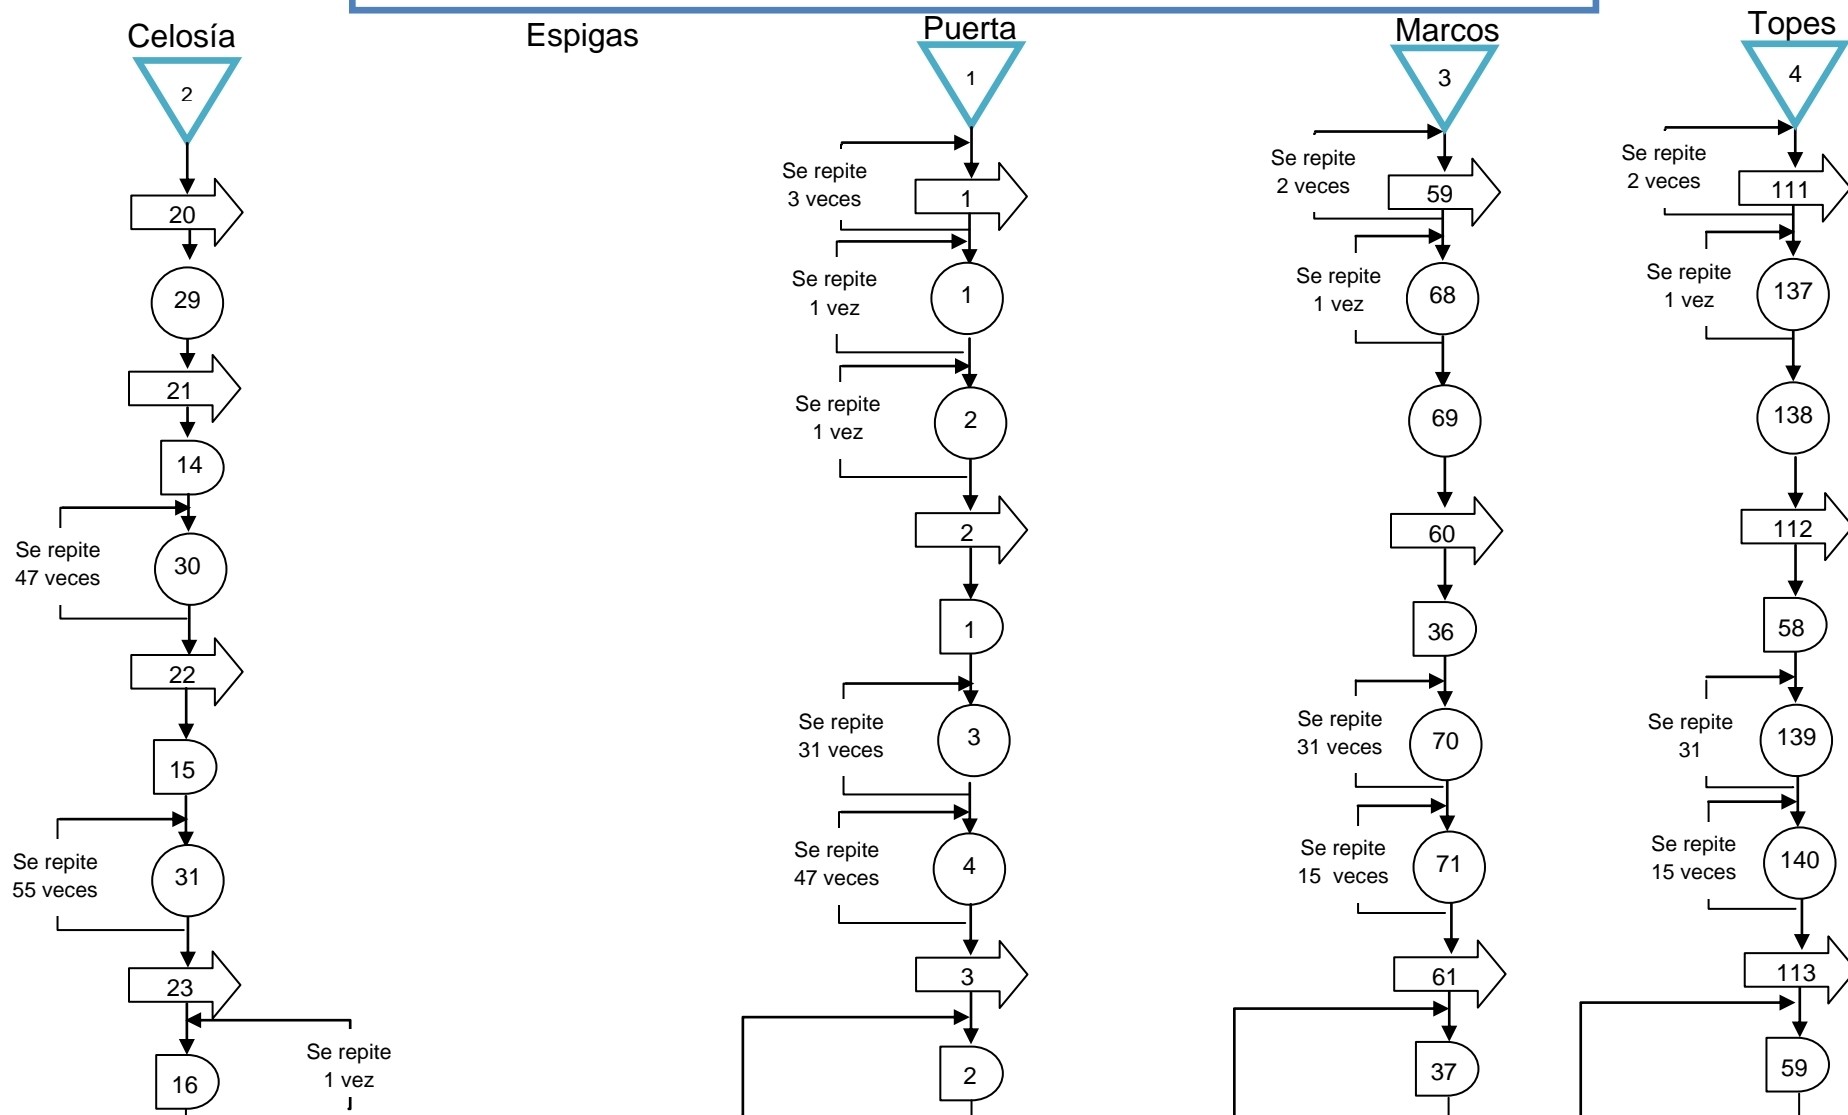 Celosía
2
20
29
21
14
Se repite
47 veces
30
22
15
Se repite
55 veces
31
23
Se repite
1 vez
16
Espigas
Puerta
1
Se repite
3 veces
1
Se repite
1 vez
1
Se repite
1 vez
2
2
1
Se repite
31 veces
3
Se repite
47 veces
4
3
2
Marcos
3
Se repite
2 veces
59
Se repite
1 vez
68
69
60
36
Se repite
31 veces
70
Se repite
15 veces
71
61
37
Topes
4
Se repite
2 veces
111
Se repite
1 vez
137
138
112
58
Se repite
31
139
Se repite
15 veces
140
113
59